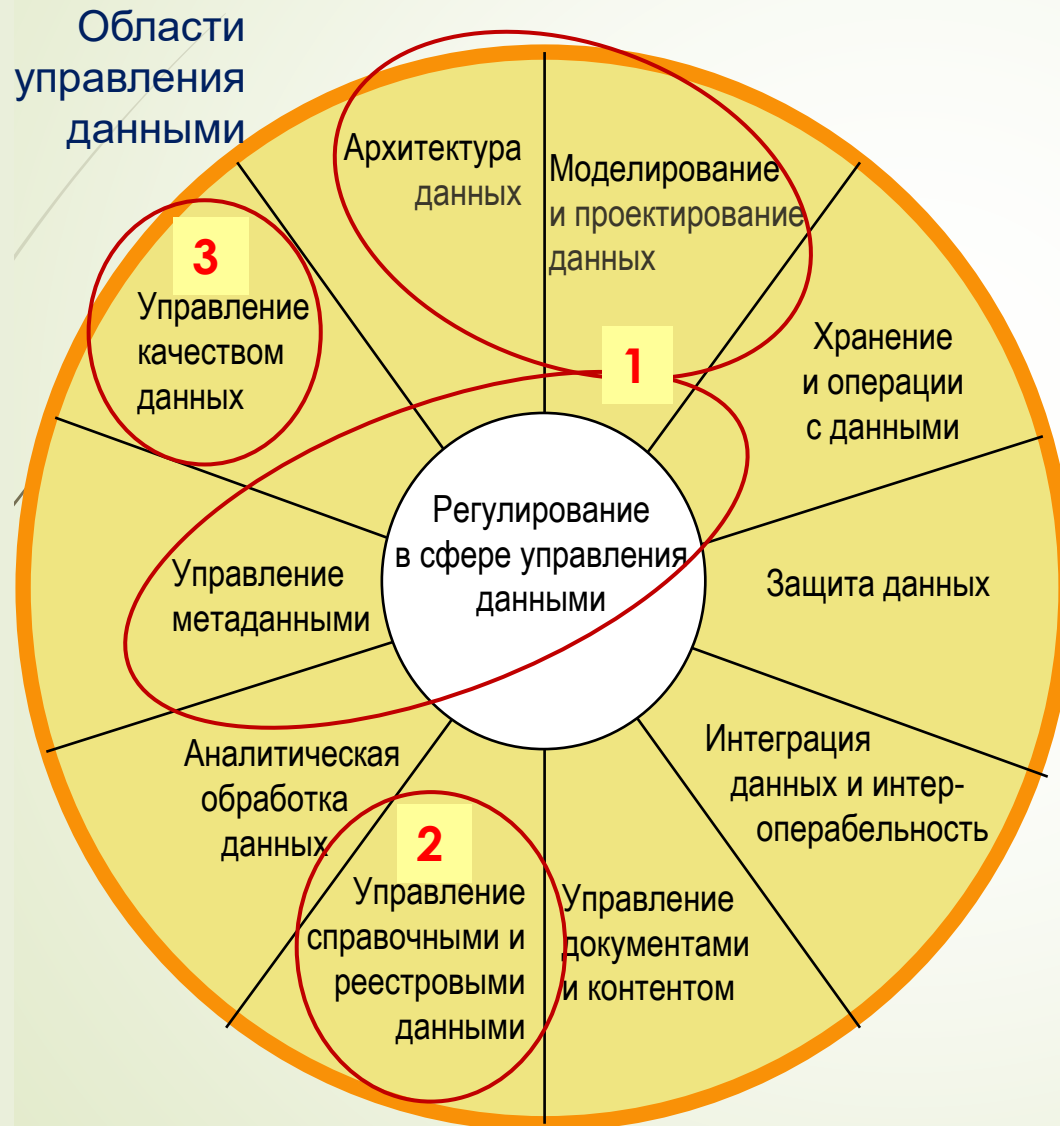 Области
управления
данными
Архитектура
данных
Моделирование
и проектирование
данных
3
Управление
качеством
данных
1
Хранение
и операции
с данными
Регулирование
в сфере управления
данными
Управление
метаданными
Защита данных
Интеграция
данных и интер-
операбельность
Аналитическая
обработка
данных
2
Управление
справочными и
реестровыми
данными
Управление
документами
и контентом